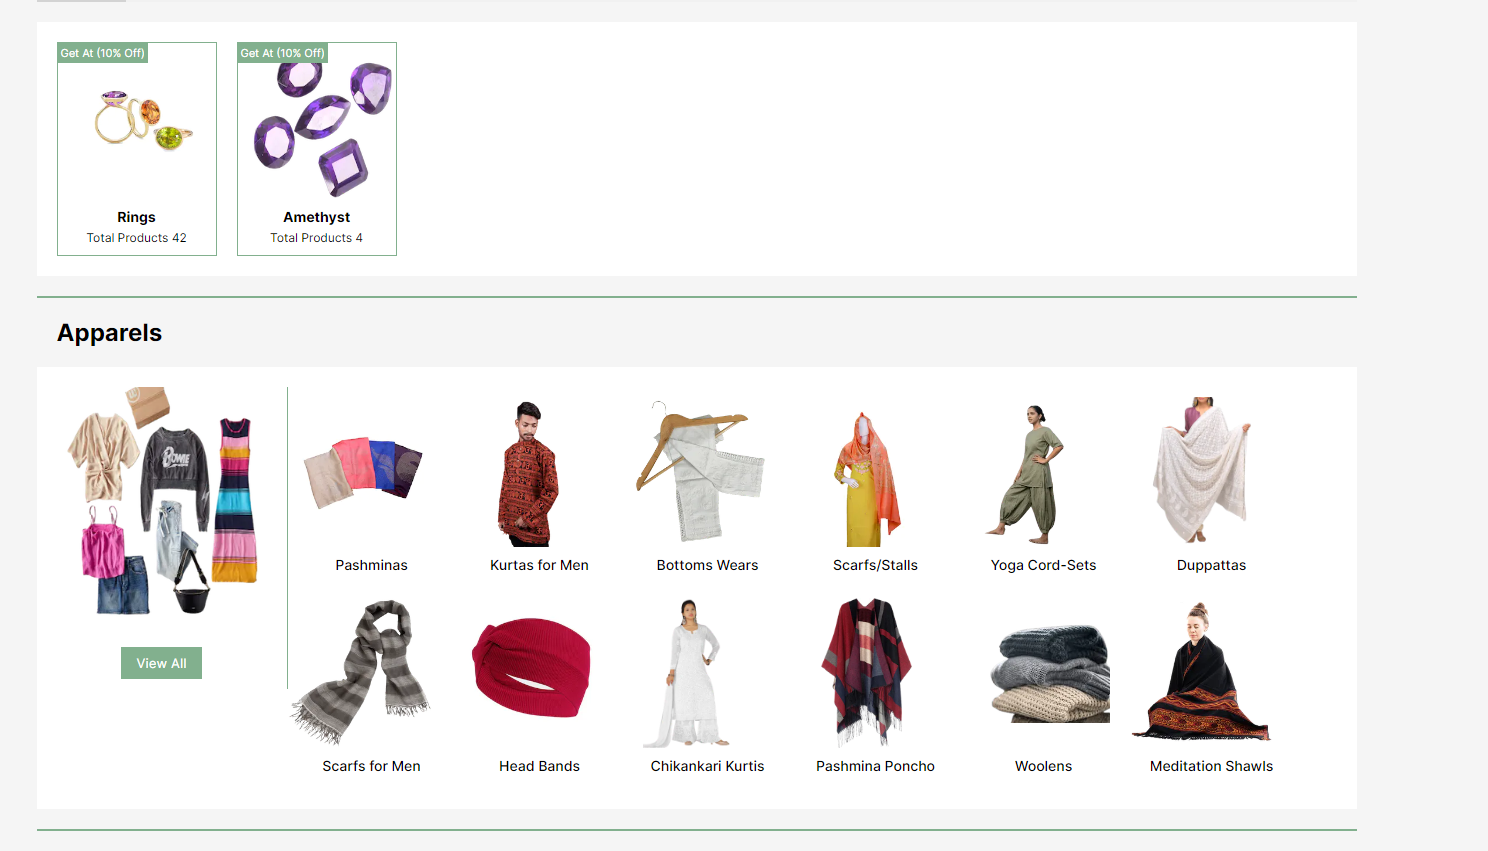 Get At (10% Off)
Get At (10% Off)
Rings
Amethyst
Total Products 42
Total Products 4
Apparels
BOWIE
View All
Pashminas
Kurtas for Men
Bottoms Wears
Scarfs/Stalls
Yoga Cord-Sets
Duppattas
Scarfs for Men
Head Bands
Chikankari Kurtis
Pashmina Poncho
Woolens
Meditation Shawls